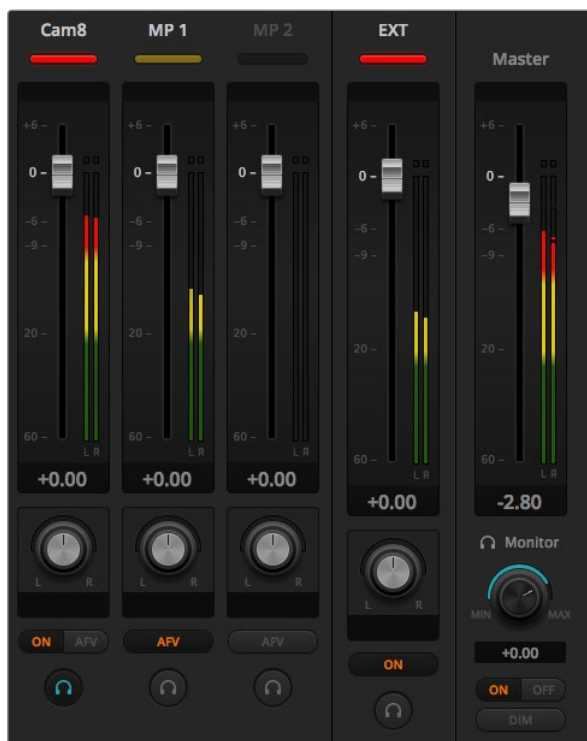 Cam8 MP 1 MP 2 EXT
Master
+6 +6 +6 +6 +6
0 0 0 0 0
-6 -6 -6 -6 -6
-9 -9 -9 -9 -9
20 20 20 20 20
60 60 60 60 60
L R L R L R L R L R
+0.00 +0.00 +0.00 +0.00 -2.80
Monitor
L R L R L R L R
MIN MAX
ON AFV AFV AFV ON +0.00
ON OFF
DIM